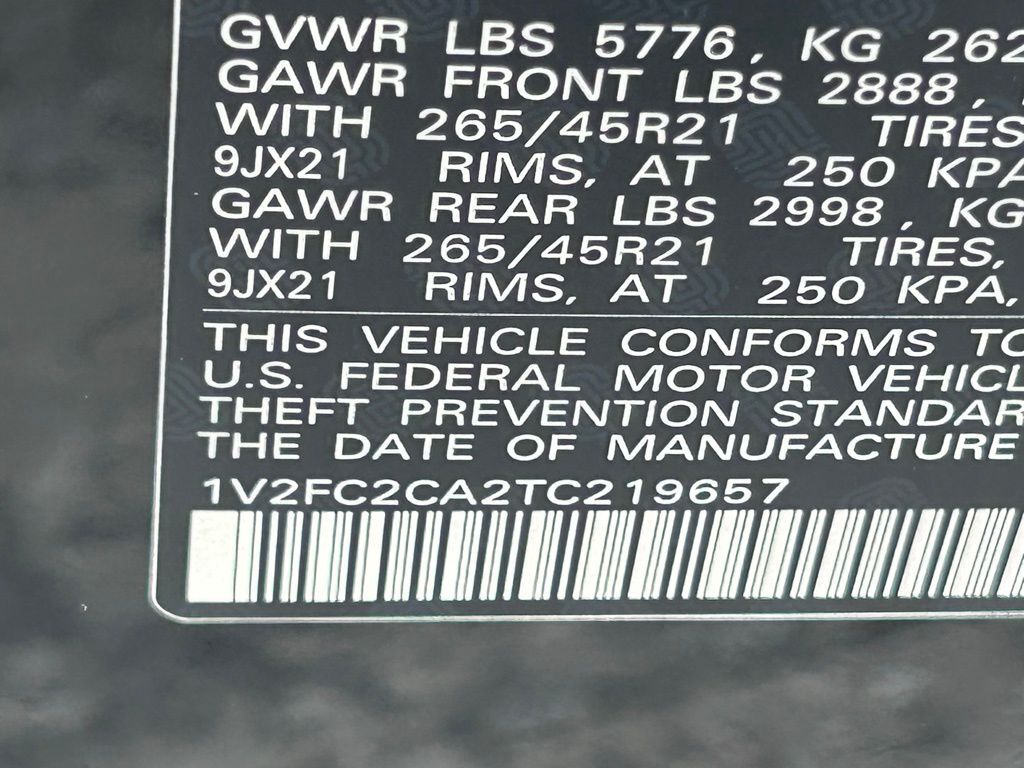 GVWR LBS 5776, KG 262
GAWR FRONT LBS 2888,
WITH 265/45R21 TIRES
9JX21 RIMS, AT 250 KPA
GAWR REAR LBS 2998, KG
WITH 265/45R21 TIRES,
9JX21 RIMS, AT 250 KPA,
THIS VEHICLE CONFORMS TO
U.S. FEDERAL MOTOR VEHICL
THEFT PREVENTION STANDAR
THE DATE OF MANUFACTURE
1V2FC2CA2TC219657